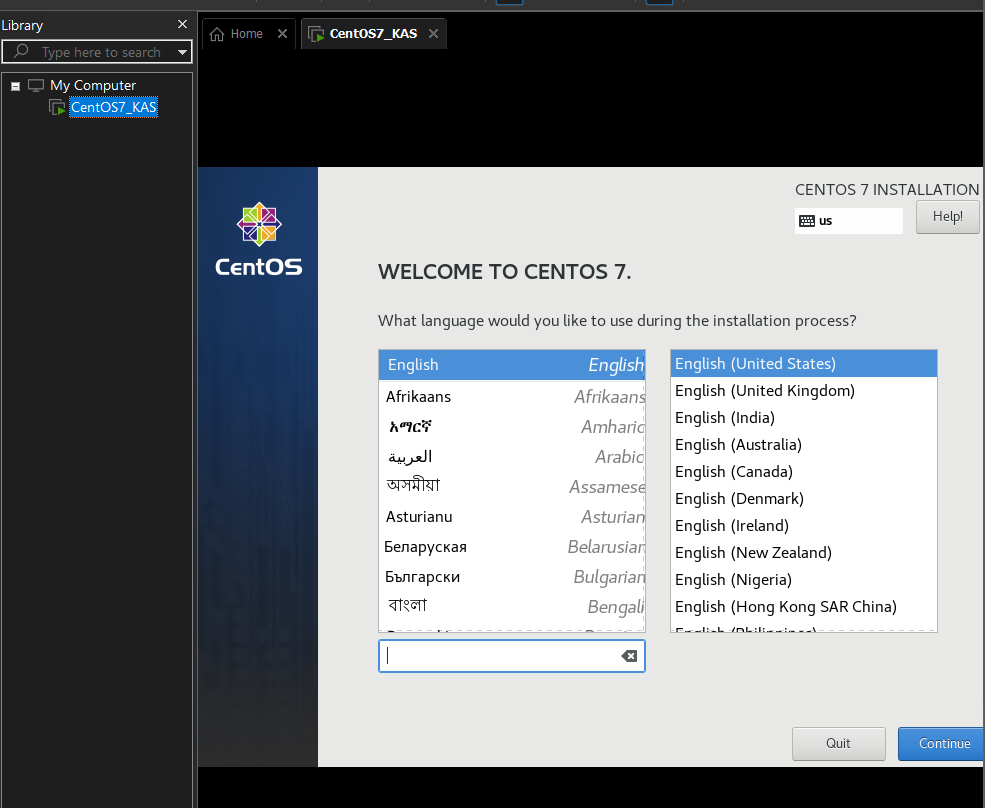 Library
Type here to search
My Computer
CentOS7_KAS
Home
CentOS7_KAS
CentOS
CENTOS 7 INSTALLATION
us
Help!
WELCOME TO CENTOS 7.
What language would you like to use during the installation process?
English English
Afrikaans Afrikaans
አማርኛ Amharic
العربية Arabic
অসমীয়া Assamese
Asturianu Asturian
Беларуская Belarusian
Български Bulgarian
বাংলা Bengali
English (United States)
English (United Kingdom)
English (India)
English (Australia)
English (Canada)
English (Denmark)
English (Ireland)
English (New Zealand)
English (Nigeria)
English (Hong Kong SAR China)
English (Philippines)
Quit
Continue